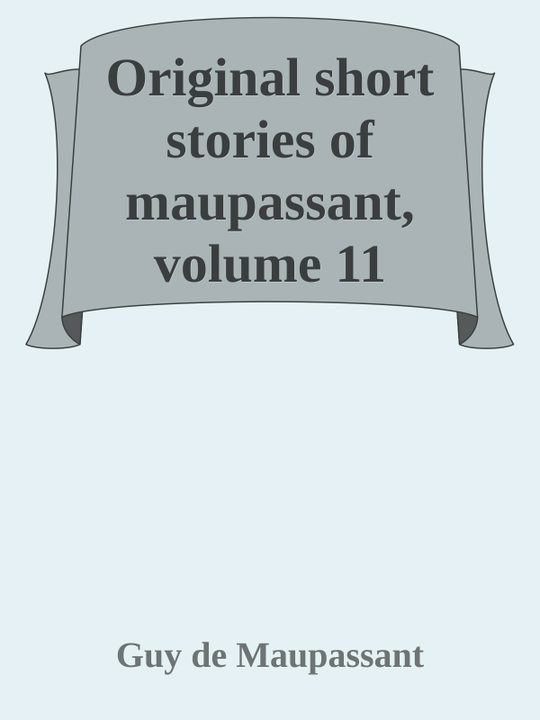 Original short
stories of
maupassant,
volume 11
Guy de Maupassant